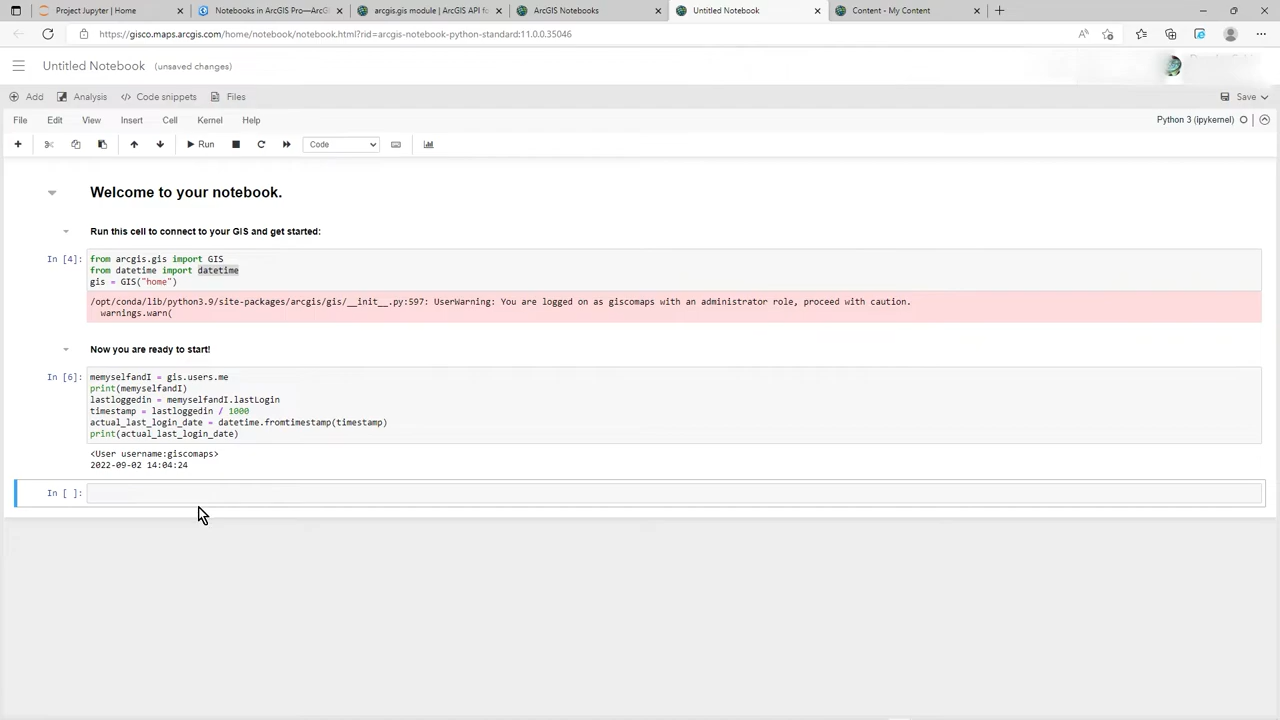 Project Jupyter | Home
Notebooks in ArcGIS Pro—ArcG
arcgis.gis module | ArcGIS API fo
ArcGIS Notebooks
Untitled Notebook
Content - My Content
https://gisco.maps.arcgis.com/home/notebook/notebook.html?rid=arcgis-notebook-python-standard:11.0.0.35046
Untitled Notebook (unsaved changes)
Add Analysis Code snippets Files Save
File Edit View Insert Cell Kernel Help Python 3 (ipykernel)
Run Code
Welcome to your notebook.
Run this cell to connect to your GIS and get started:
In [4]: from arcgis.gis import GIS
from datetime import datetime
gis = GIS("home")
/opt/conda/lib/python3.9/site-packages/arcgis/gis/__init__.py:597: UserWarning: You are logged on as giscomaps with an administrator role, proceed with caution.
warnings.warn(
Now you are ready to start!
In [6]: memyselfandI = gis.users.me
print(memyselfandI)
lastloggedin = memyselfandI.lastLogin
timestamp = lastloggedin / 1000
actual_last_login_date = datetime.fromtimestamp(timestamp)
print(actual_last_login_date)
<User username:giscomaps>
2022-09-02 14:04:24
In [ ]: